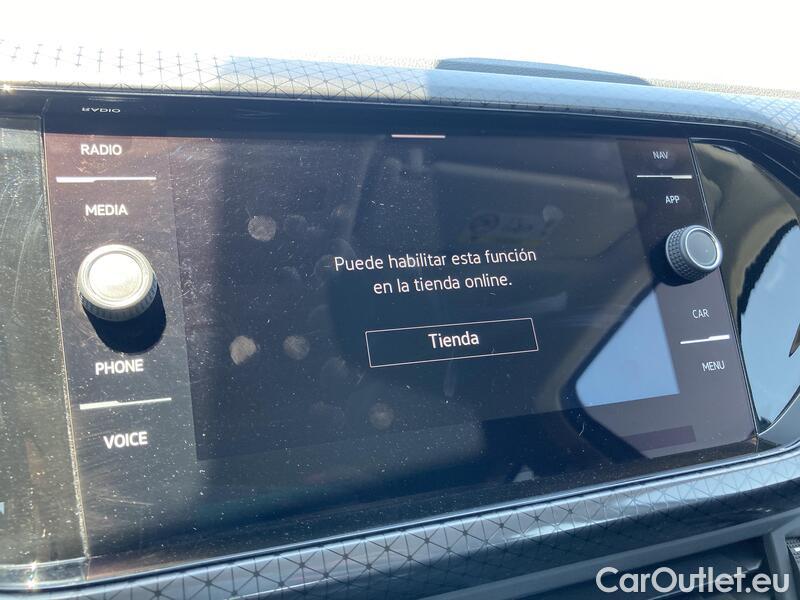 RADIO
RADIO
MEDIA
PHONE
VOICE
Puede habilitar esta función
en la tienda online.
Tienda
NAV
APP
CAR
MENU
CarOutlet.eu